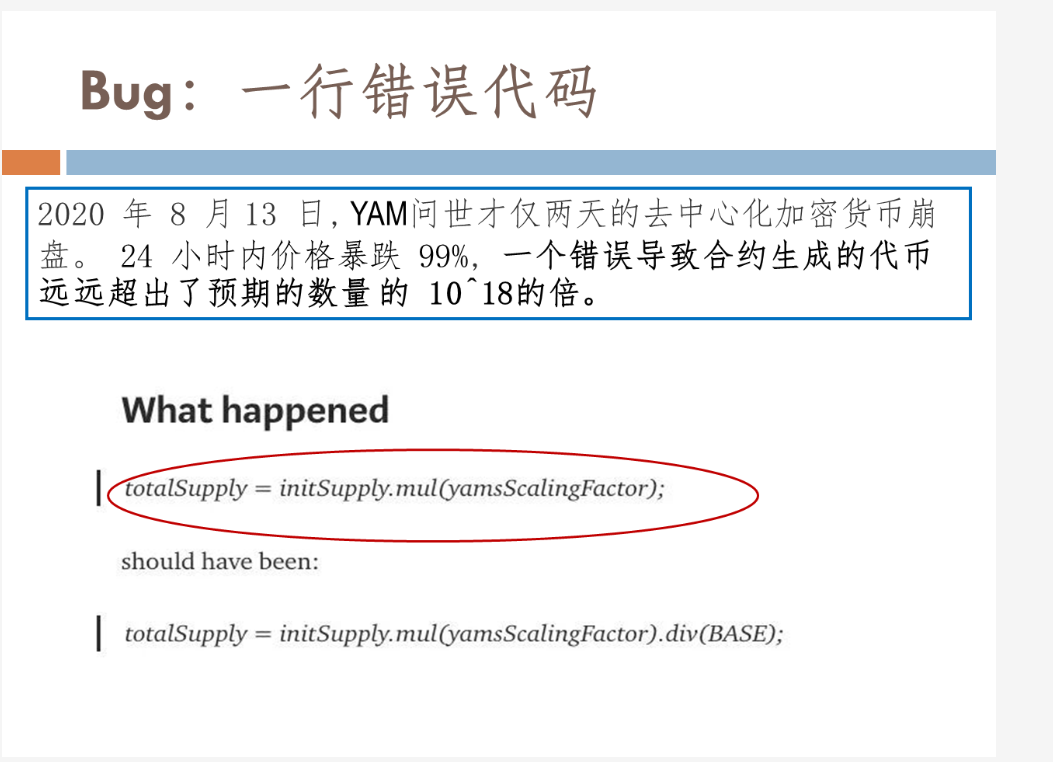 Bug：一行错误代码
2020 年 8 月13 日，YAM问世才仅两天的去中心化加密货币崩
盘。 24 小时内价格暴跌 99%，一个错误导致合约生成的代币
远远超出了预期的数量的 10^18的倍。
What happened
totalSupply = initSupply.mul(yamsScalingFactor);
should have been:
totalSupply = initSupply.mul(yamsScalingFactor).div(BASE);